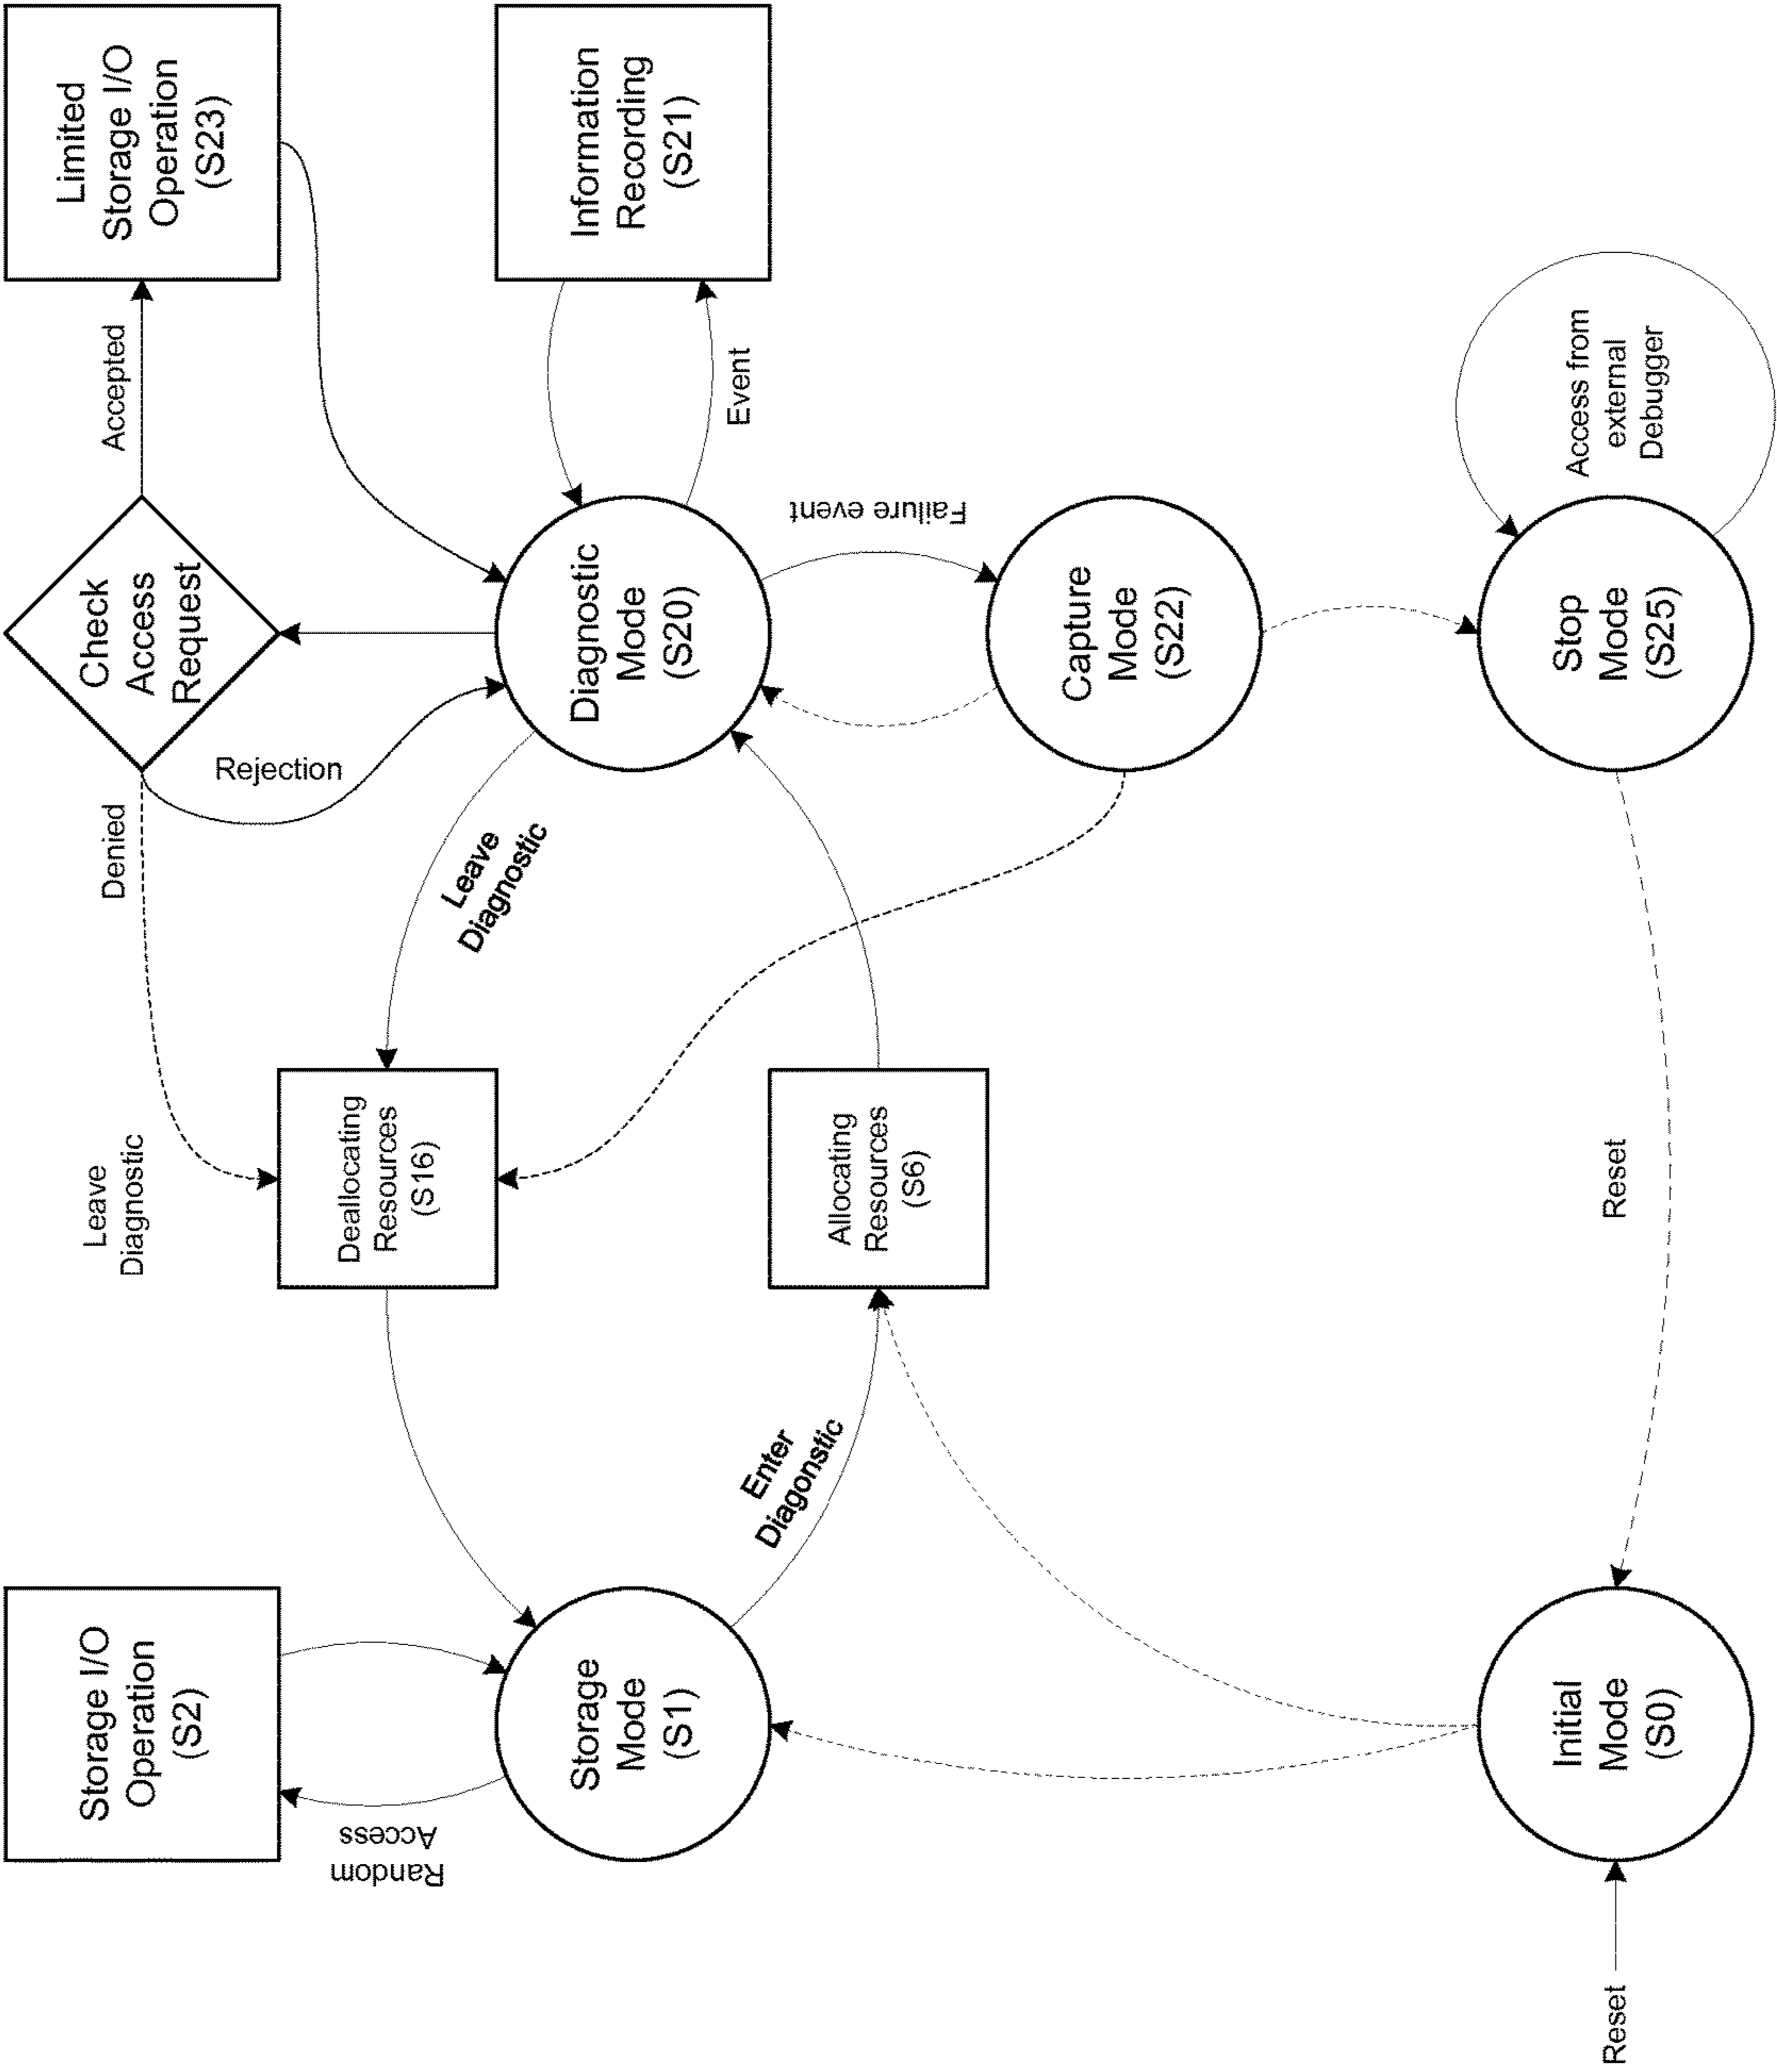 Storage I/O
Operation
(S2)
Random
Access
Storage
Mode
(S1)
Enter
Diagonstic
Reset
Initial
Mode
(S0)
Leave
Diagnostic
Deallocating
Resources
(S16)
Allocating
Resources
(S6)
Reset
Denied
Rejection
Leave
Diagnostic
Check
Access
Request
Accepted
Limited
Storage I/O
Operation
(S23)
Diagnostic
Mode
(S20)
Event
Information
Recording
(S21)
Failure event
Capture
Mode
(S22)
Stop
Mode
(S25)
Access from
external
Debugger